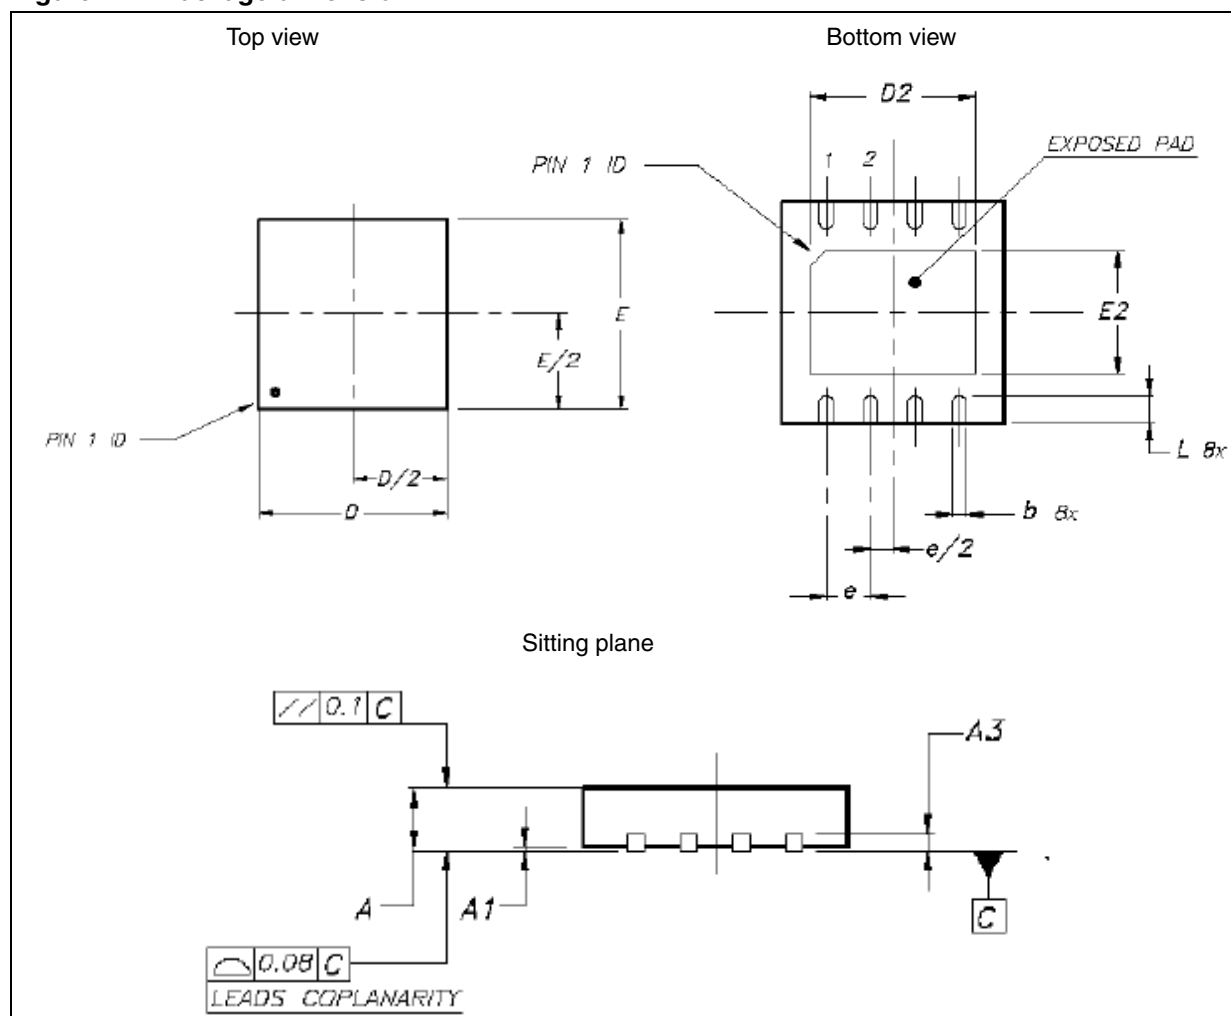 Top view
Bottom view
D2
EXPOSED PAD
PIN 1 ID
1 2
E
E/2
E2
PIN 1 ID
D/2
D
L 8x
b 8x
e/2
e
Sitting plane
// 0.1 C
A3
A
A1
C
0.08 C
LEADS COPLANARITY